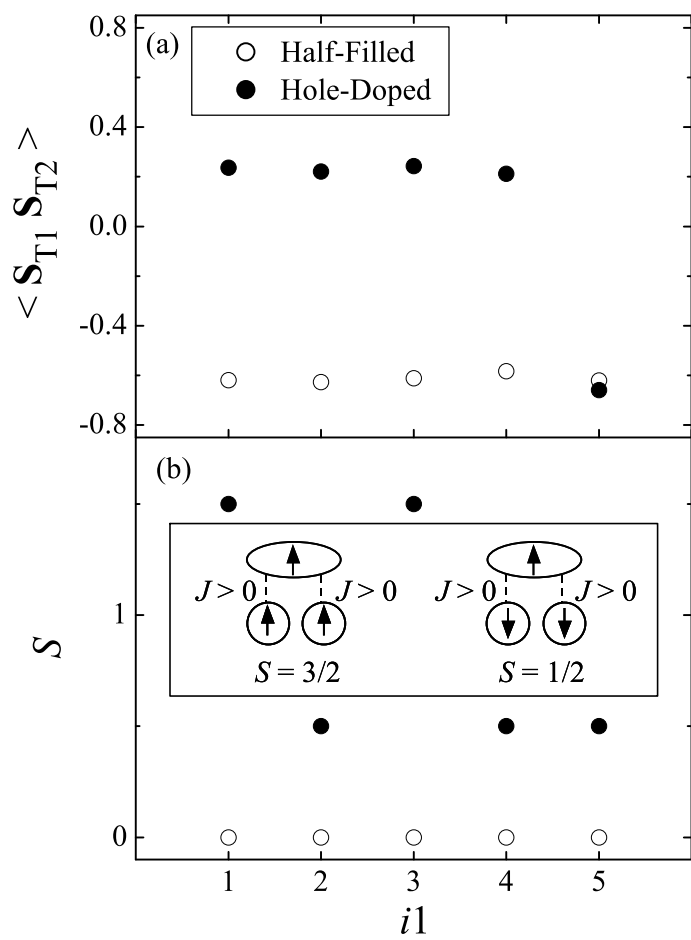 (a)
Half-Filled
Hole-Doped
0.8
0.4
0.0
-0.4
-0.8
< S_T1 S_T2 >
(b)
J > 0 J > 0 J > 0 J > 0
S = 3/2 S = 1/2
1
0
S
1 2 3 4 5
i1